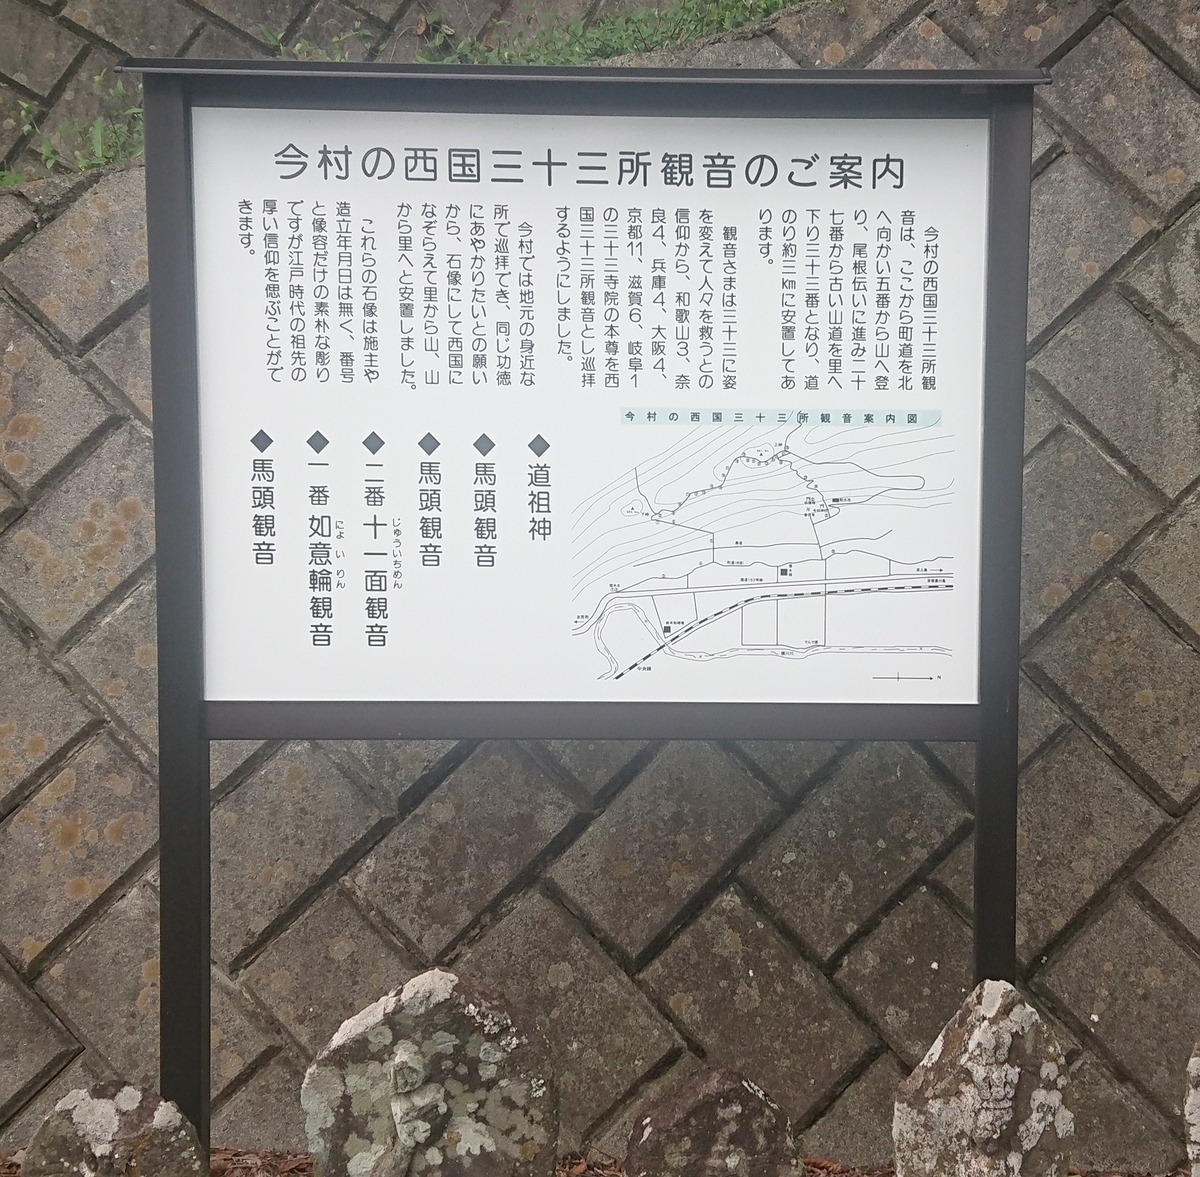 今村の西国三十三所観音のご案内
今村の西国三十三所観
音は、ここから町道を北
へ向かい五番から山へ登
り、尾根伝いに進み二十
七番から古い山道を里へ
下り三十三番となり、道
のり約三㎞に安置してあ
ります。
観音さまは三十三に姿
を変えて人々を救うとの
信仰から、和歌山3、奈
良4、兵庫4、大阪4、
京都11、滋賀6、岐阜1
の三十三寺院の本尊を西
国三十三所観音とし巡拝
するようにしました。
今村では地元の身近な
所で巡拝でき、同じ功徳
にあやかりたいとの願い
から、石像にして西国に
なぞらえて里から山、山
から里へと安置しました。
これらの石像は施主や
造立年月日は無く、番号
と像容だけの素朴な彫り
ですが江戸時代の祖先の
厚い信仰を偲ぶことがで
きます。
今村の西国三十三所観音案内図
中央線
N
◆道祖神
◆馬頭観音
◆馬頭観音
◆二番 十一面観音
じゅういちめん
◆一番 如意輪観音
にょいりん
◆馬頭観音